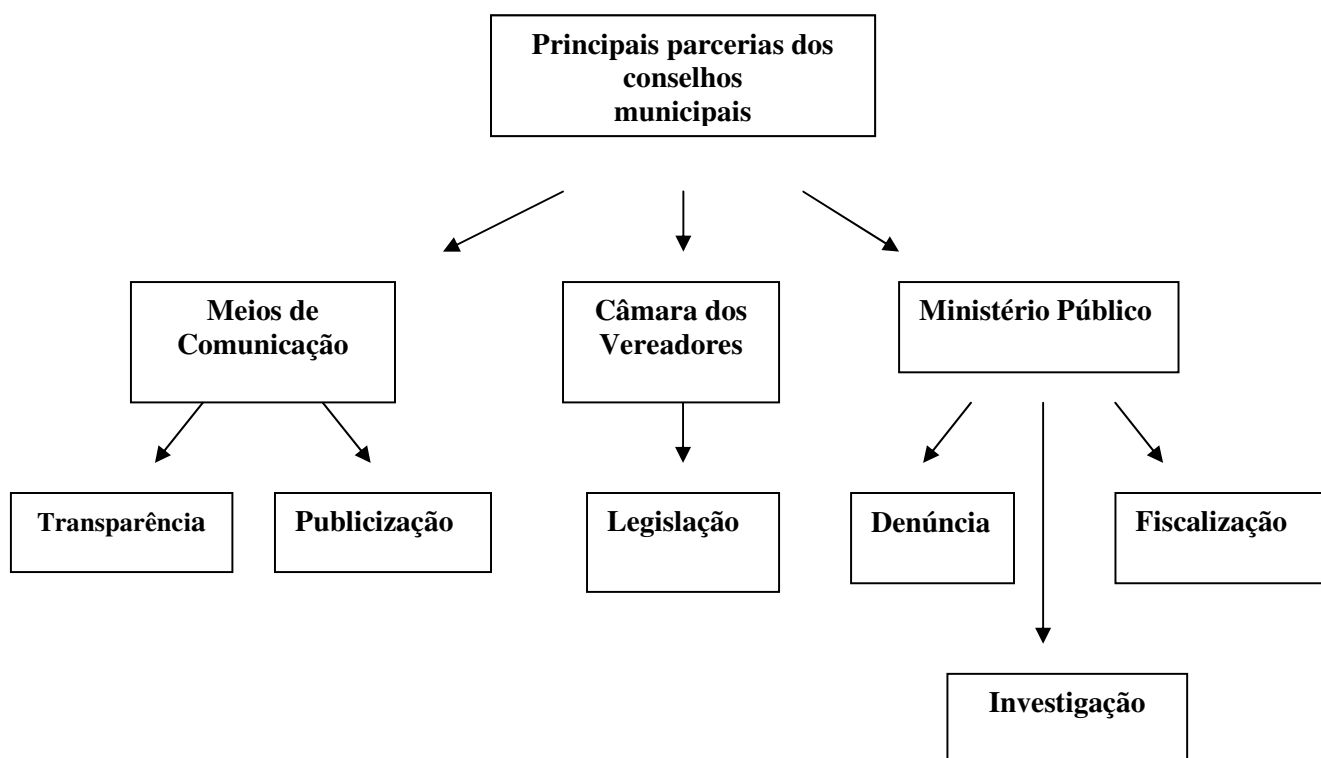 Principais parcerias dos
conselhos
municipais
Meios de
Comunicação
Câmara dos
Vereadores
Ministério Público
Transparência
Publicização
Legislação
Denúncia
Fiscalização
Investigação